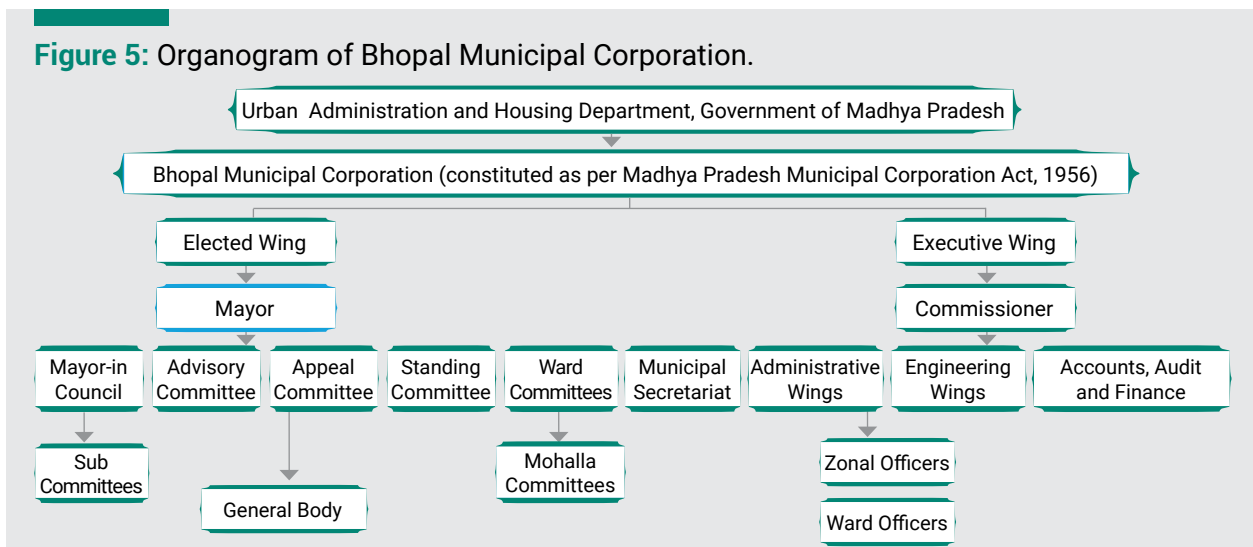 Figure 5: Organogram of Bhopal Municipal Corporation.
Urban Administration and Housing Department, Government of Madhya Pradesh
Bhopal Municipal Corporation (constituted as per Madhya Pradesh Municipal Corporation Act, 1956)
Elected Wing
Executive Wing
Mayor
Commissioner
Mayor-in
Council
Advisory
Committee
Appeal
Committee
Standing
Committee
Ward
Committees
Municipal
Secretariat
Administrative
Wings
Engineering
Wings
Accounts, Audit
and Finance
Sub
Committees
General Body
Mohalla
Committees
Zonal Officers
Ward Officers